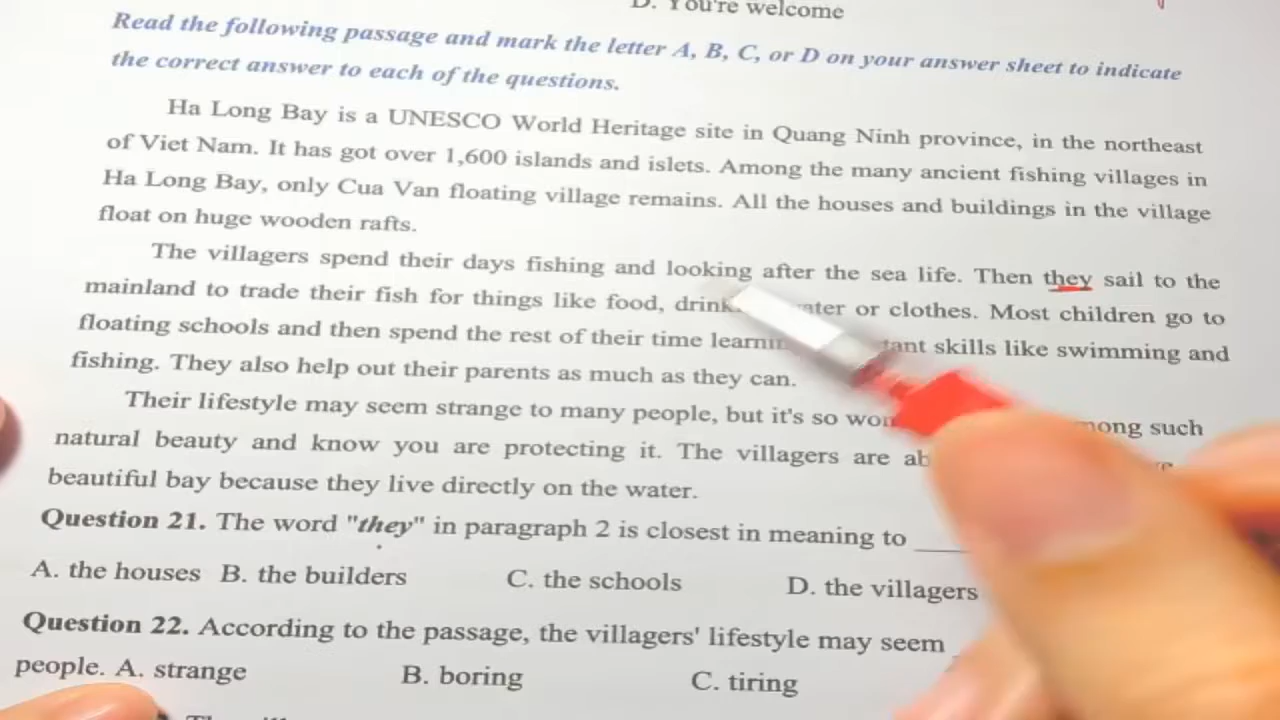 D. You're welcome
Read the following passage and mark the letter A, B, C, or D on your answer sheet to indicate
the correct answer to each of the questions.
Ha Long Bay is a UNESCO World Heritage site in Quang Ninh province, in the northeast
of Viet Nam. It has got over 1,600 islands and islets. Among the many ancient fishing villages in
Ha Long Bay, only Cua Van floating village remains. All the houses and buildings in the village
float on huge wooden rafts.
The villagers spend their days fishing and looking after the sea life. Then they sail to the
mainland to trade their fish for things like food, or clothes. Most children go to
floating schools and then spend the rest of their time skills like swimming and
fishing. They also help out their parents as much as they can.
Their lifestyle may seem strange to many people, but it's so such
natural beauty and know you are protecting it. The villagers are
beautiful bay because they live directly on the water.
Question 21. The word "they" in paragraph 2 is closest in meaning to ____
A. the houses B. the builders C. the schools D. the villagers
Question 22. According to the passage, the villagers' lifestyle may seem
people. A. strange B. boring C. tiring